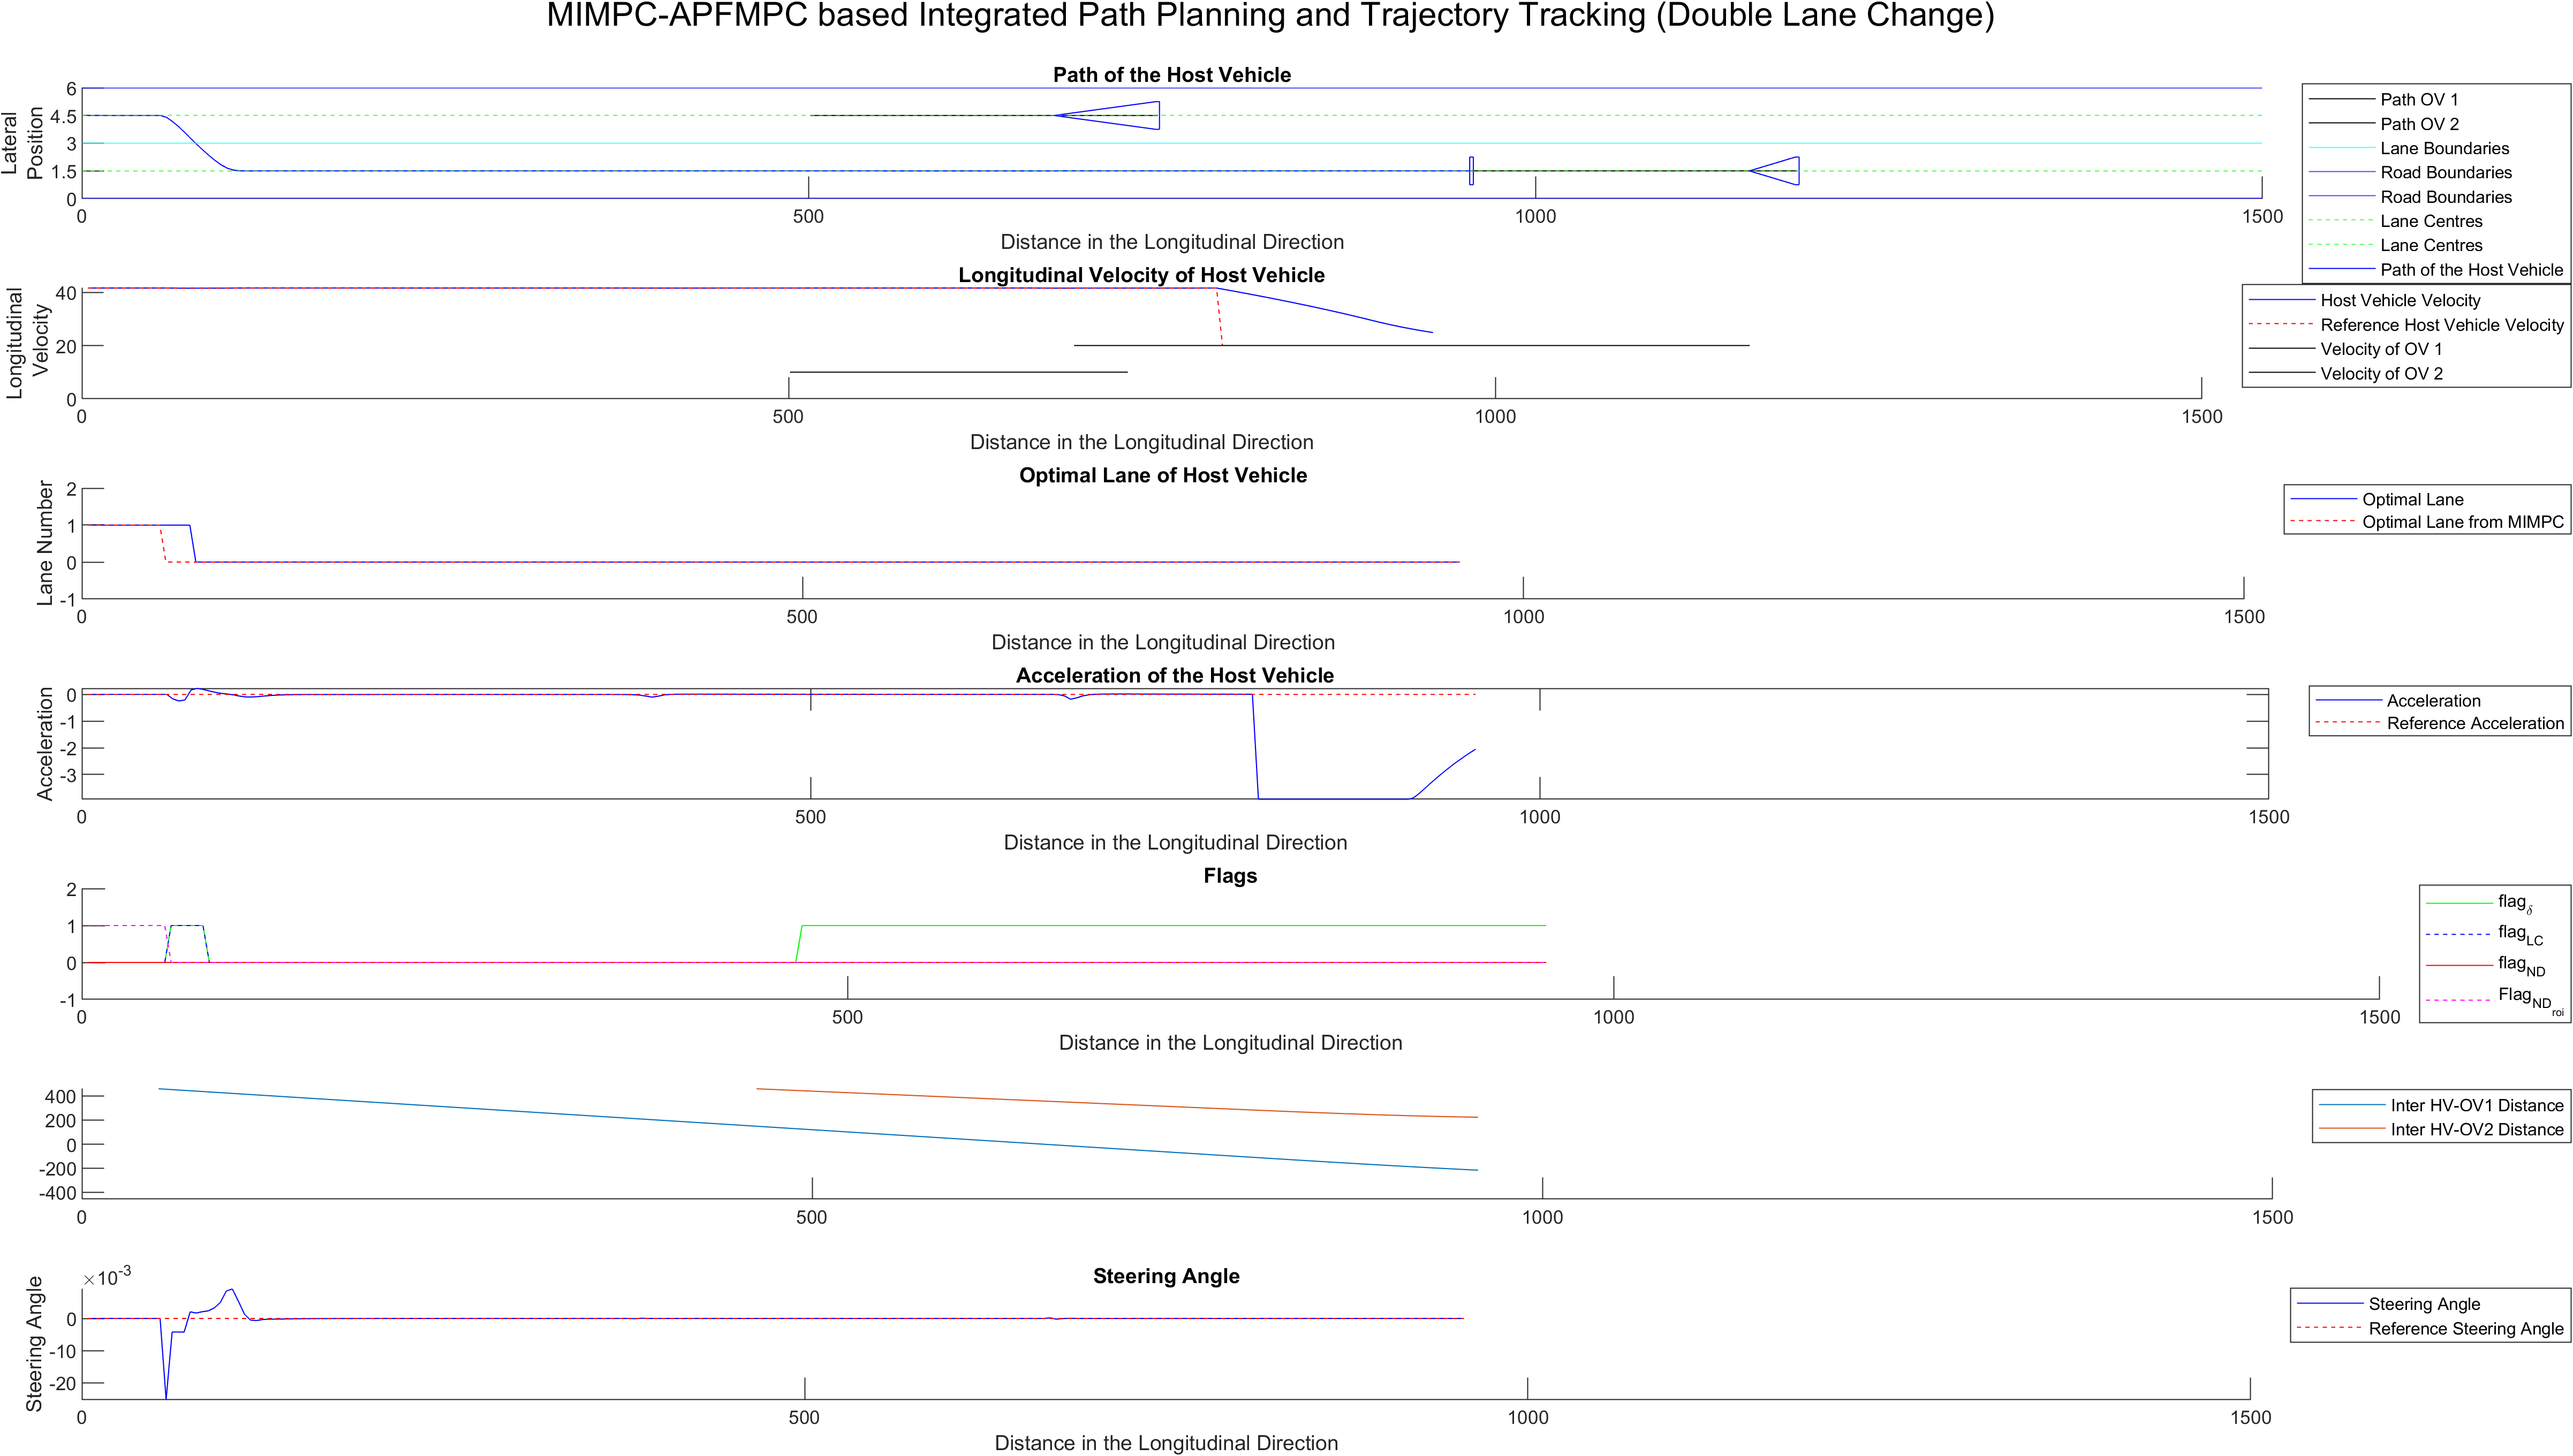 MIMPC-APFMPC based Integrated Path Planning and Trajectory Tracking (Double Lane Change)
Path of the Host Vehicle
Lateral
Position
6
4.5
3
1.5
0
0
500
1000
1500
Distance in the Longitudinal Direction
Path OV 1
Path OV 2
Lane Boundaries
Road Boundaries
Road Boundaries
Lane Centres
Lane Centres
Path of the Host Vehicle
Longitudinal Velocity of Host Vehicle
Longitudinal
Velocity
40
20
0
0
500
1000
1500
Distance in the Longitudinal Direction
Host Vehicle Velocity
Reference Host Vehicle Velocity
Velocity of OV 1
Velocity of OV 2
Optimal Lane of Host Vehicle
Lane Number
2
1
0
-1
0
500
1000
1500
Distance in the Longitudinal Direction
Optimal Lane
Optimal Lane from MIMPC
Acceleration of the Host Vehicle
Acceleration
0
-1
-2
-3
0
500
1000
1500
Distance in the Longitudinal Direction
Acceleration
Reference Acceleration
Flags
2
1
0
-1
0
500
1000
1500
Distance in the Longitudinal Direction
flagδ
flagLC
flagND
FlagNDroi
400
200
0
-200
-400
0
500
1000
1500
Inter HV-OV1 Distance
Inter HV-OV2 Distance
Steering Angle
×10-3
Steering Angle
0
-10
-20
0
500
1000
1500
Distance in the Longitudinal Direction
Steering Angle
Reference Steering Angle